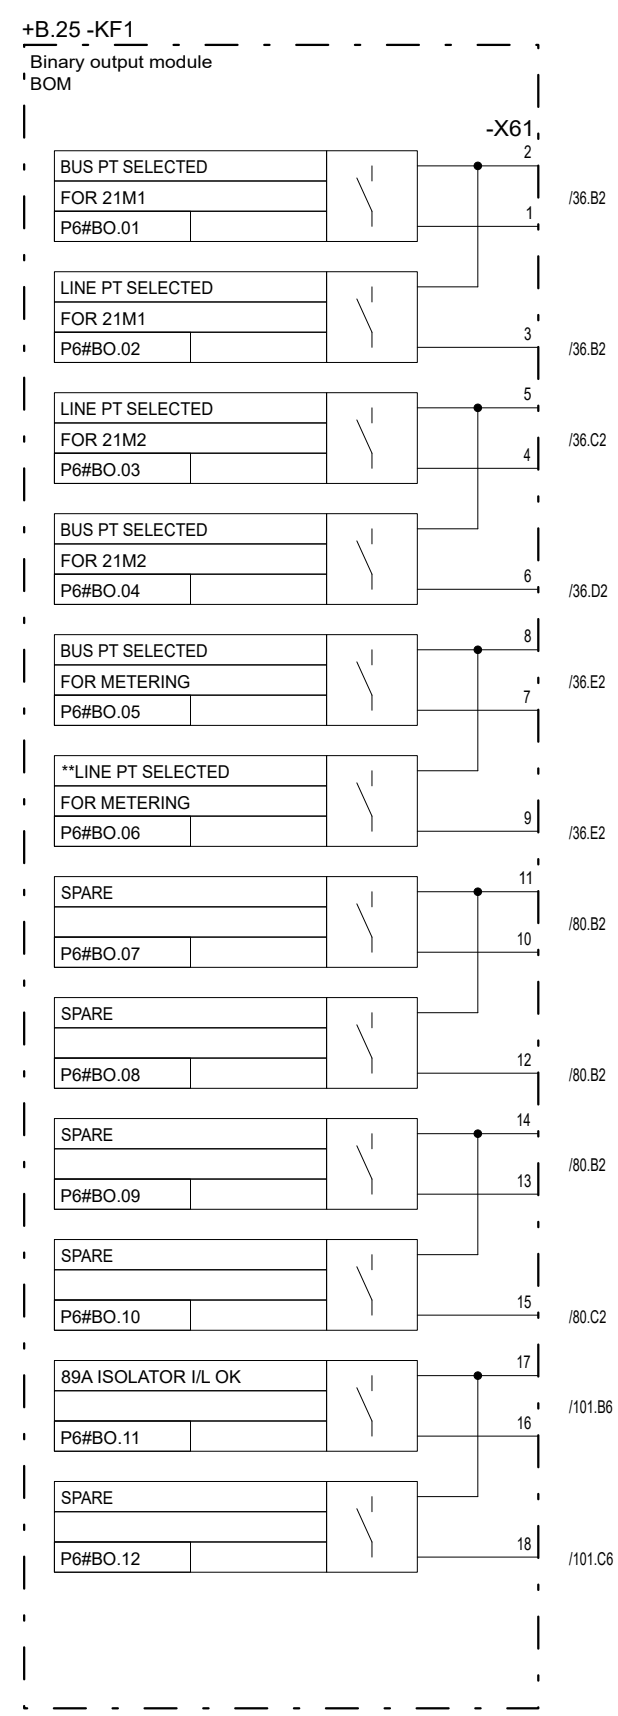 +B.25 -KF1
Binary output module
BOM
-X61
2
BUS PT SELECTED
FOR 21M1
/36.B2
1
P6#BO.01
LINE PT SELECTED
FOR 21M1
3
P6#BO.02
/36.B2
5
LINE PT SELECTED
FOR 21M2
/36.C2
4
P6#BO.03
BUS PT SELECTED
FOR 21M2
6
P6#BO.04
/36.D2
8
BUS PT SELECTED
FOR METERING
/36.E2
7
P6#BO.05
**LINE PT SELECTED
FOR METERING
9
P6#BO.06
/36.E2
11
SPARE
/80.B2
10
P6#BO.07
SPARE
12
P6#BO.08
/80.B2
14
SPARE
/80.B2
13
P6#BO.09
SPARE
15
P6#BO.10
/80.C2
17
89A ISOLATOR I/L OK
/101.B6
16
P6#BO.11
SPARE
18
P6#BO.12
/101.C6